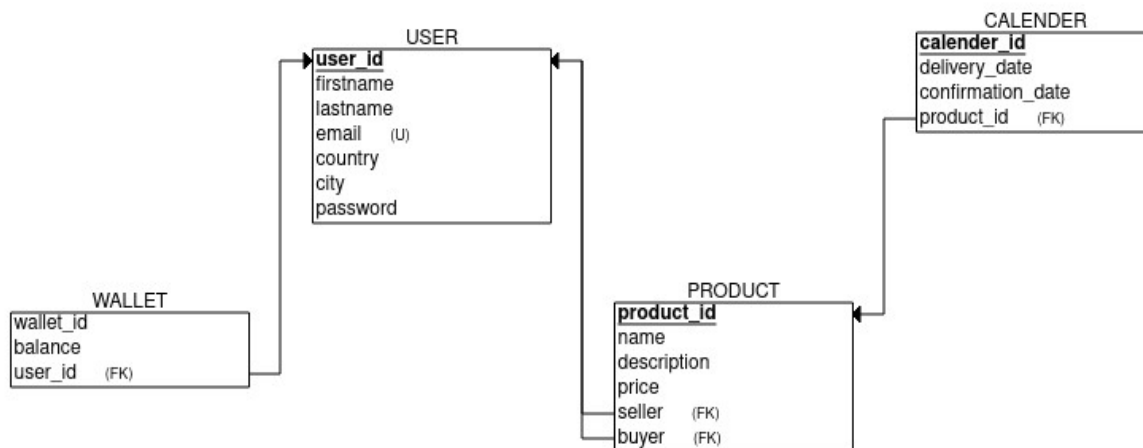 USER
user_id
firstname
lastname
email (U)
country
city
password
CALENDER
calender_id
delivery_date
confirmation_date
product_id (FK)
WALLET
wallet_id
balance
user_id (FK)
PRODUCT
product_id
name
description
price
seller (FK)
buyer (FK)